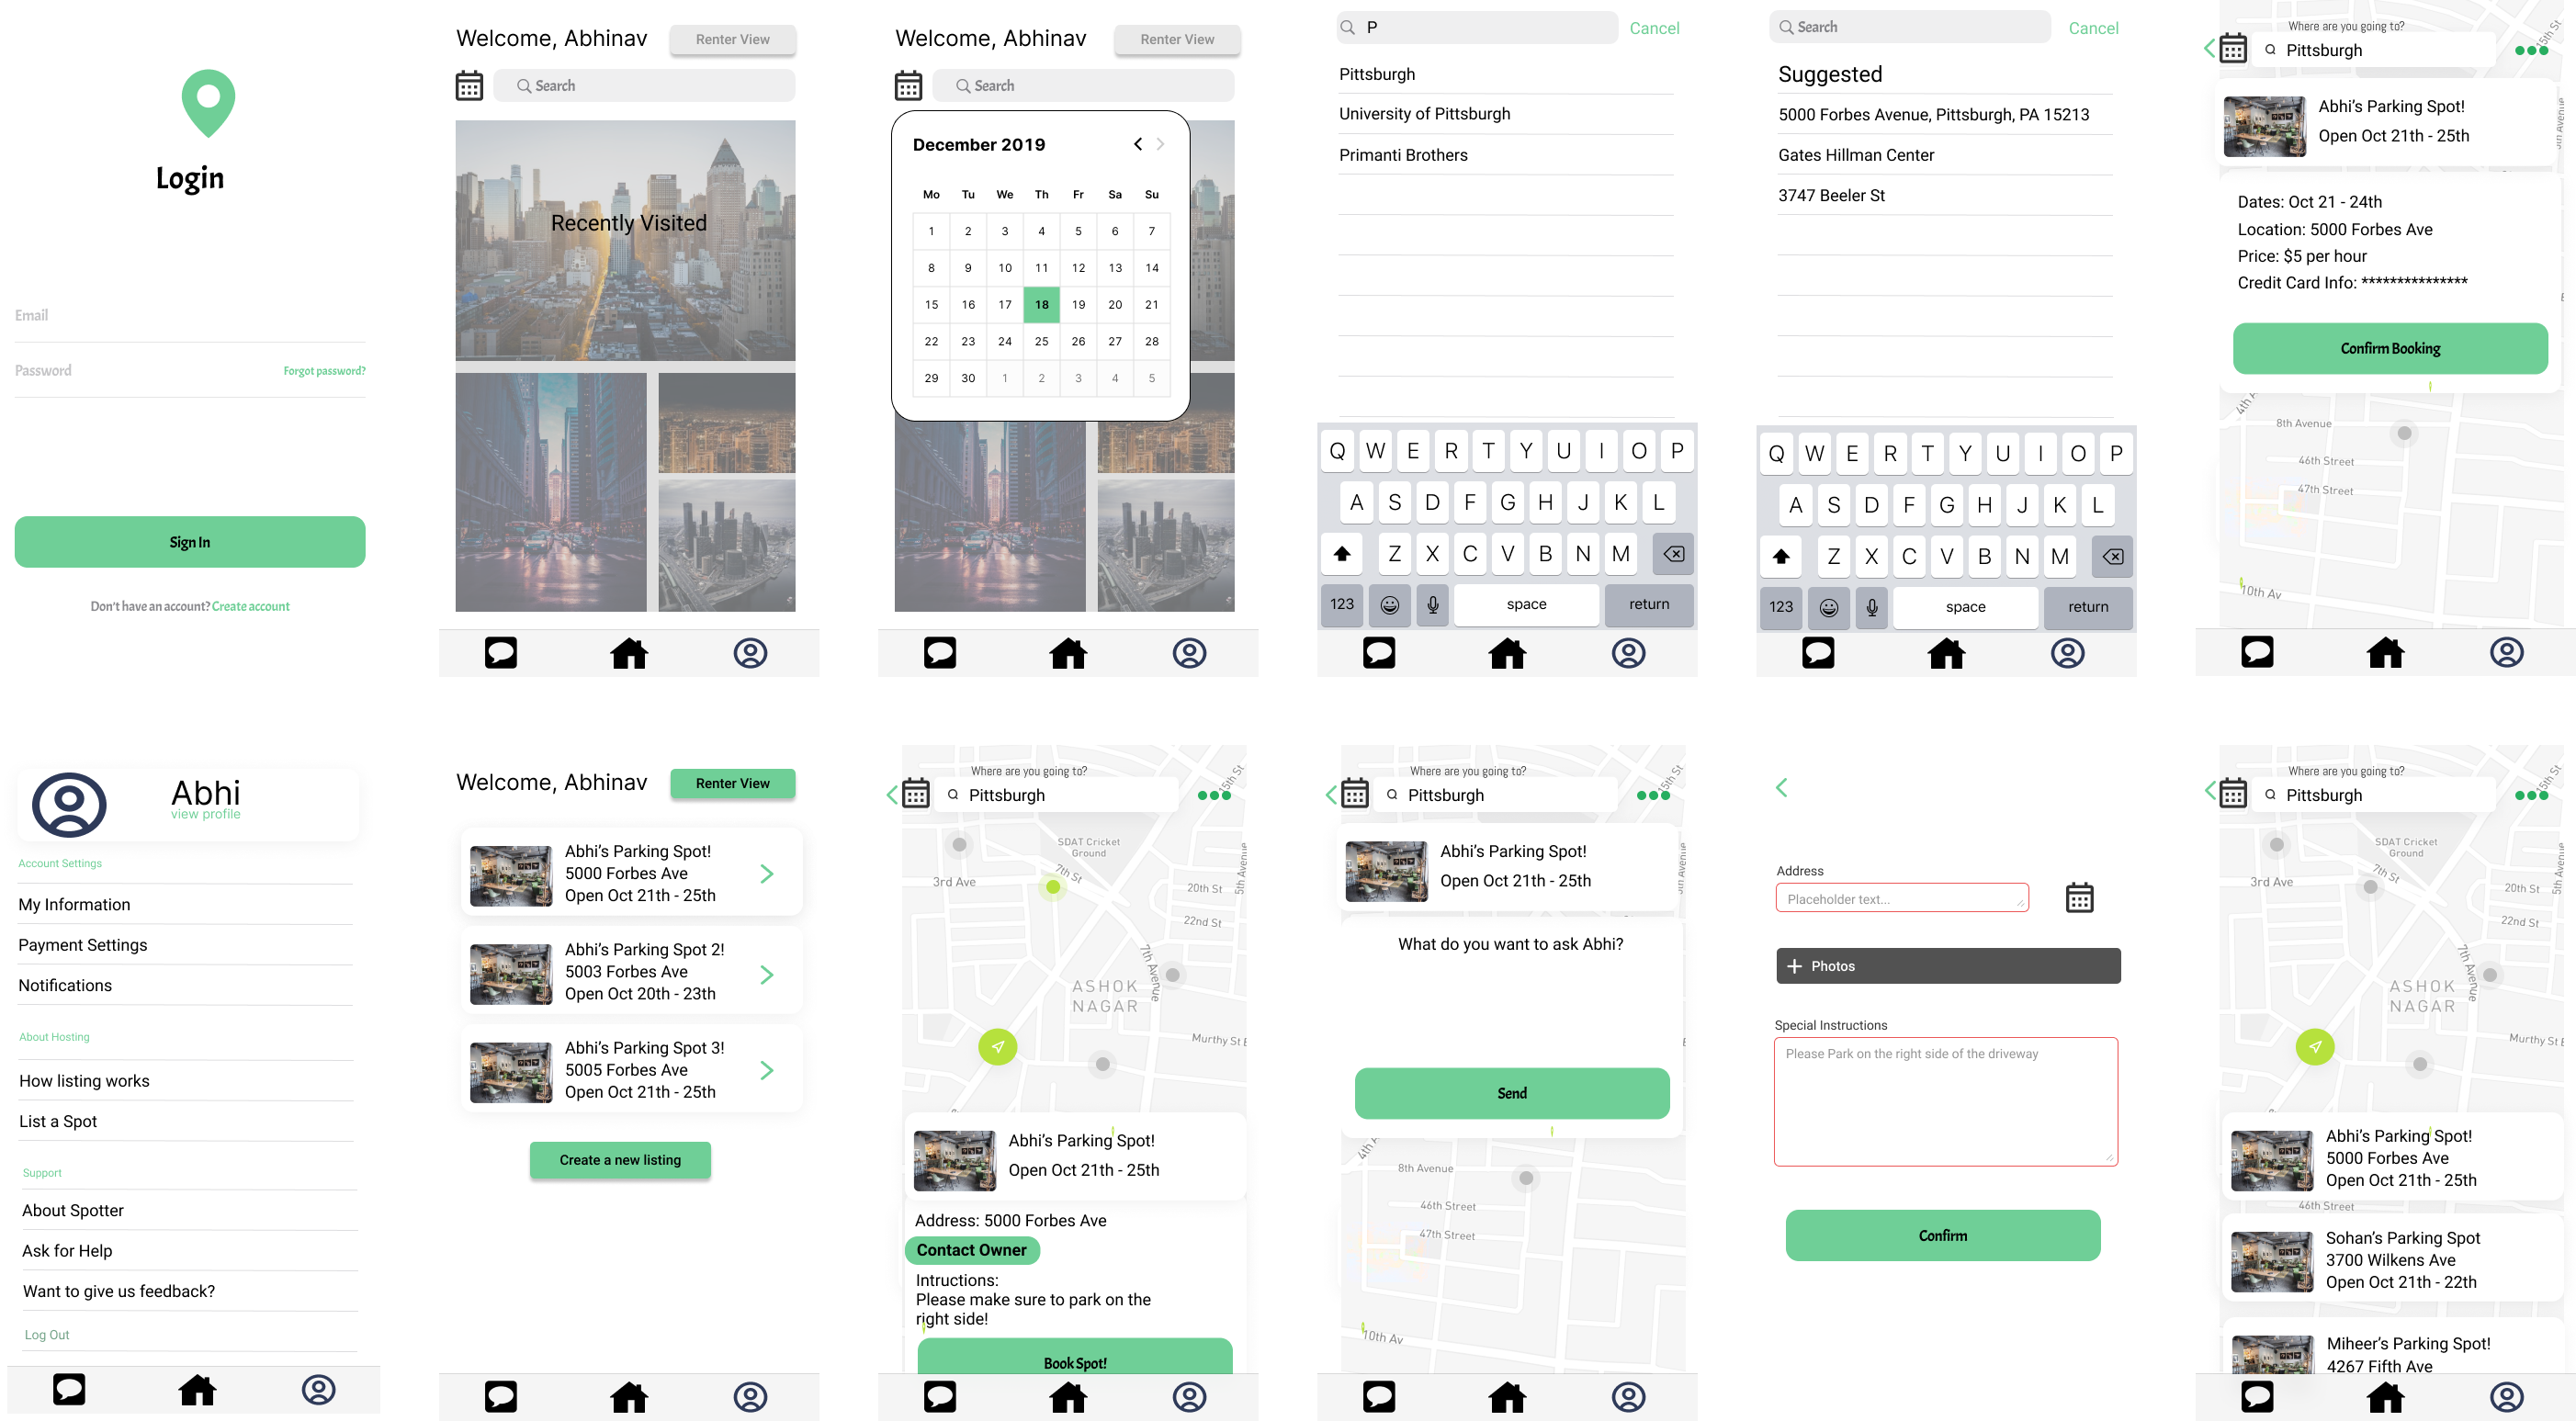 Login
Email
Password
Forgot password?
Sign In
Don't have an account? Create account
Welcome, Abhinav
Renter View
Search
Recently Visited
Welcome, Abhinav
Renter View
Search
December 2019
Mo Tu We Th Fr Sa Su
1 2 3 4 5 6 7
8 9 10 11 12 13 14
15 16 17 18 19 20 21
22 23 24 25 26 27 28
29 30 1 2 3 4 5
P
Cancel
Pittsburgh
University of Pittsburgh
Primanti Brothers
Q W E R T Y U I O P
A S D F G H J K L
Z X C V B N M
123
space
return
Search
Cancel
Suggested
5000 Forbes Avenue, Pittsburgh, PA 15213
Gates Hillman Center
3747 Beeler St
Q W E R T Y U I O P
A S D F G H J K L
Z X C V B N M
123
space
return
Where are you going to?
Pittsburgh
15th St
Abhi's Parking Spot!
Open Oct 21th - 25th
Dates: Oct 21 - 24th
Location: 5000 Forbes Ave
Price: $5 per hour
Credit Card Info: ***************
Confirm Booking
4th A
8th Avenue
46th Street
47th Street
10th Av
Abhi
view profile
Account Settings
My Information
Payment Settings
Notifications
About Hosting
How listing works
List a Spot
Support
About Spotter
Ask for Help
Want to give us feedback?
Log Out
Welcome, Abhinav
Renter View
Abhi's Parking Spot!
5000 Forbes Ave
Open Oct 21th - 25th
Abhi's Parking Spot 2!
5003 Forbes Ave
Open Oct 20th - 23th
Abhi's Parking Spot 3!
5005 Forbes Ave
Open Oct 21th - 25th
Create a new listing
Where are you going to?
Pittsburgh
15th St
SDAT Cricket
Ground
7th St
3rd Ave
20th St
5th Avenue
22nd St
7th Avenue
ASHOK
NAGAR
Murthy St
Abhi's Parking Spot!
Open Oct 21th - 25th
Address: 5000 Forbes Ave
Contact Owner
Intructions:
Please make sure to park on the
right side!
Book Spot!
Where are you going to?
Pittsburgh
15th St
Abhi's Parking Spot!
Open Oct 21th - 25th
What do you want to ask Abhi?
Send
4th A
8th Avenue
46th Street
47th Street
10th Av
Address
Placeholder text...
Photos
Special Instructions
Please Park on the right side of the driveway
Confirm
Where are you going to?
Pittsburgh
15th St
SDAT Cricket
Ground
7th St
3rd Ave
20th St
5th Avenue
22nd St
7th Avenue
ASHOK
NAGAR
Murthy St
Abhi's Parking Spot!
5000 Forbes Ave
Open Oct 21th - 25th
46th Street
Sohan's Parking Spot
3700 Wilkens Ave
Open Oct 21th - 22th
Miheer's Parking Spot!
4267 Fifth Ave